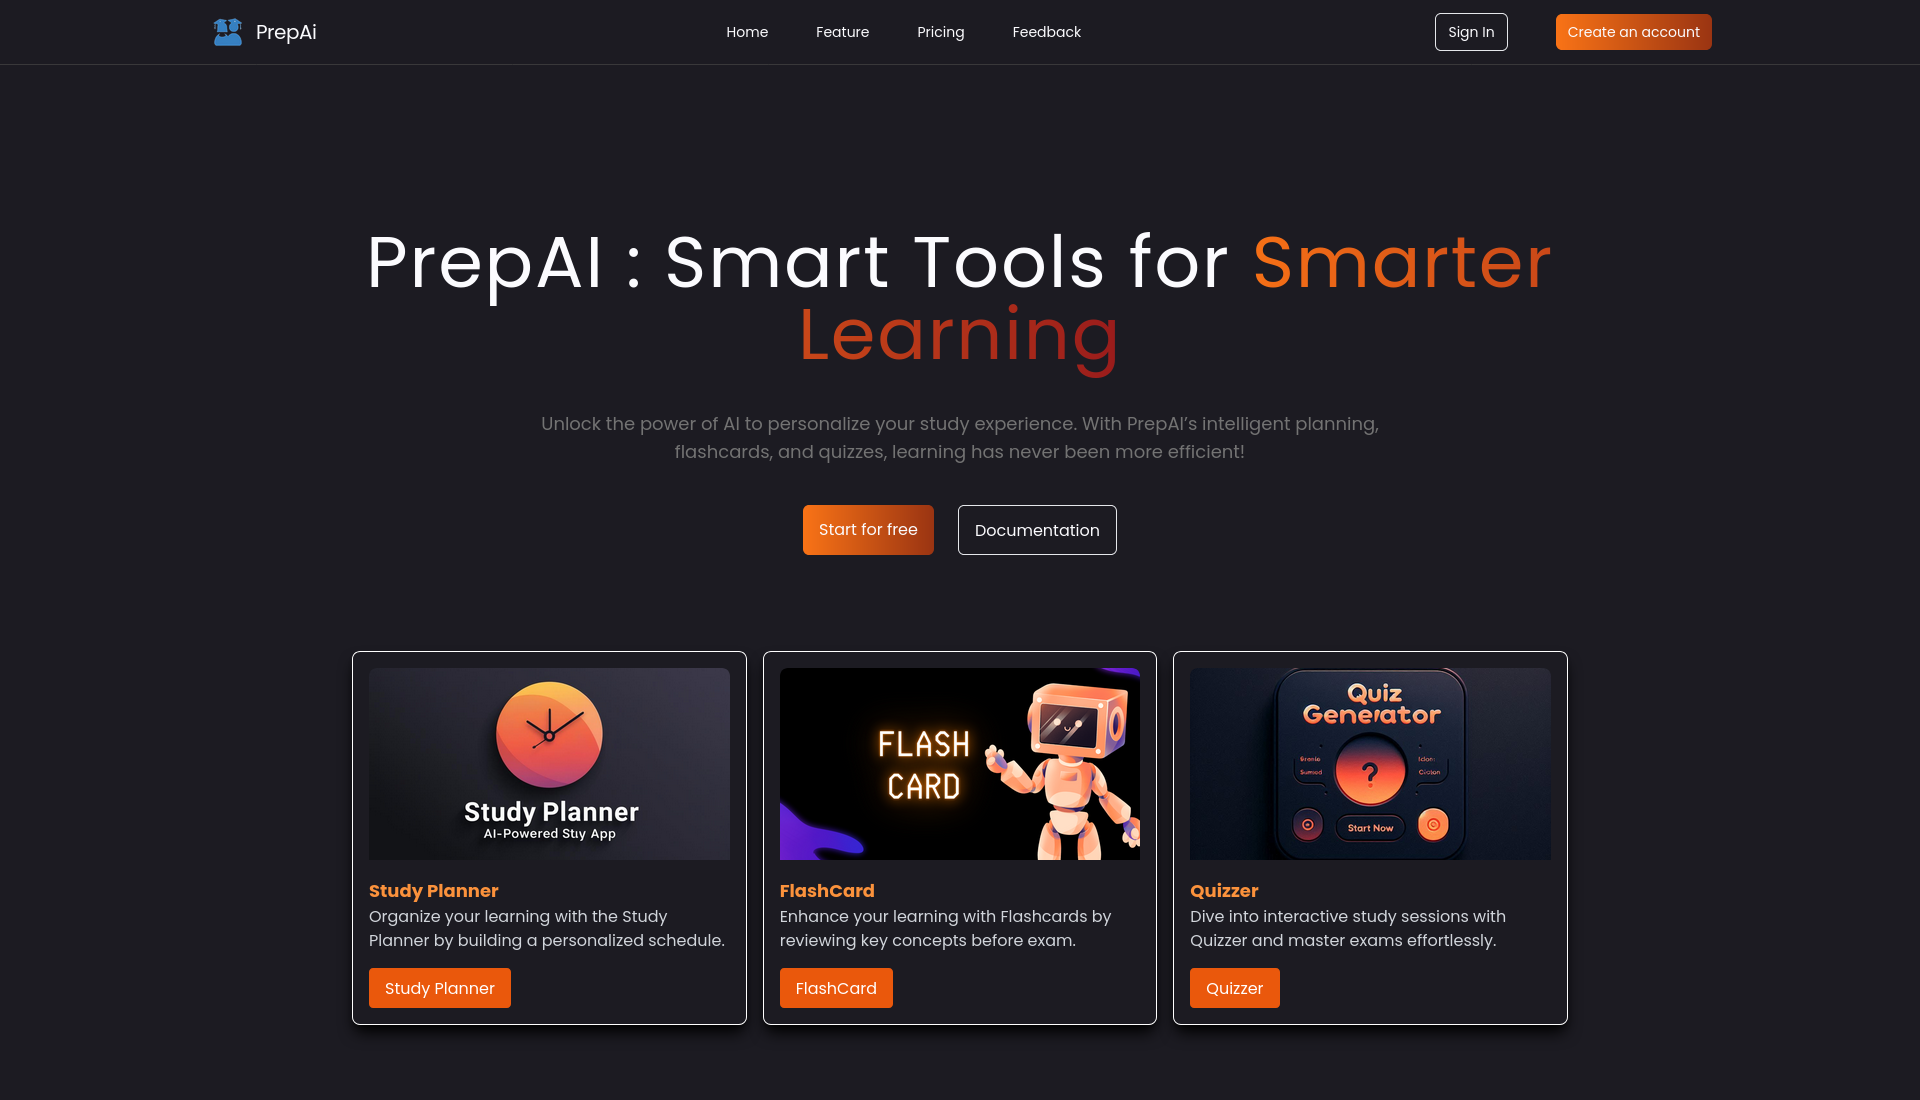 PrepAi
Home
Feature
Pricing
Feedback
Sign In
Create an account
PrepAI : Smart Tools for Smarter
Learning
Unlock the power of AI to personalize your study experience. With PrepAI’s intelligent planning,
flashcards, and quizzes, learning has never been more efficient!
Start for free
Documentation
Study Planner
AI-Powered Stıy App
Study Planner
Organize your learning with the Study
Planner by building a personalized schedule.
Study Planner
FLASH
CARD
FlashCard
Enhance your learning with Flashcards by
reviewing key concepts before exam.
FlashCard
Quiz
Generator
?
Start Now
Quizzer
Dive into interactive study sessions with
Quizzer and master exams effortlessly.
Quizzer